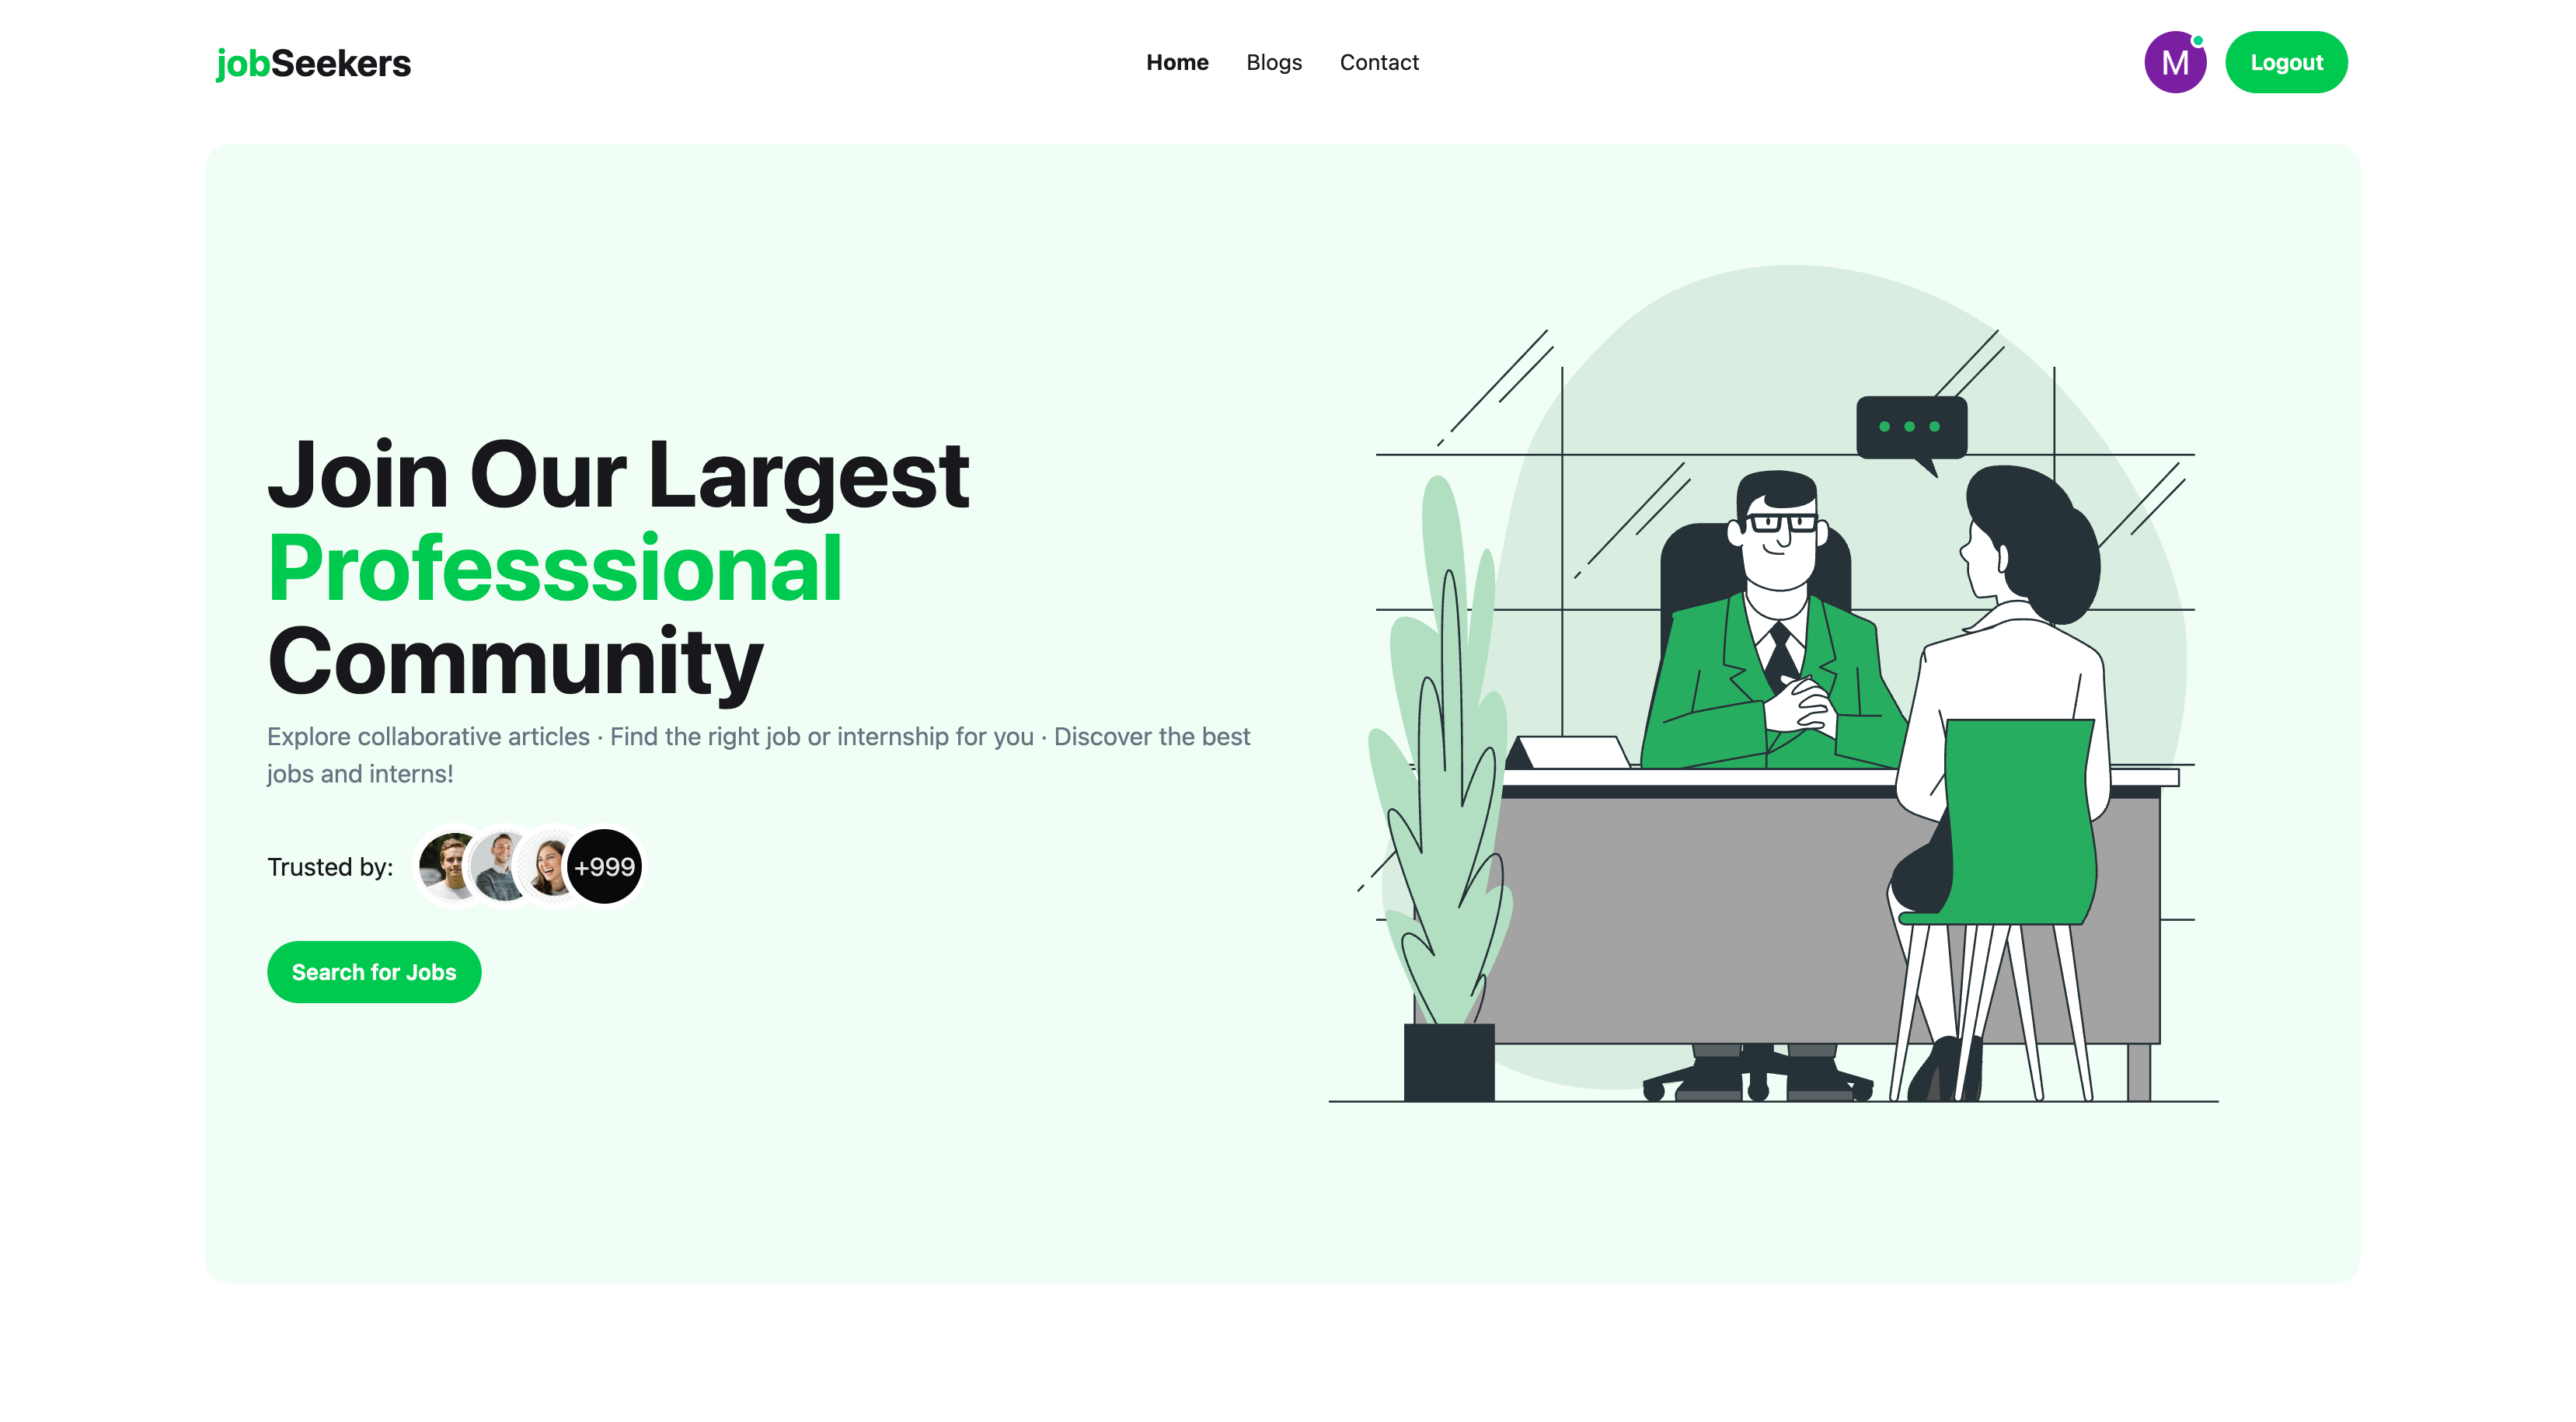 jobSeekers
Home Blogs Contact
M
Logout
Join Our Largest
Professsional
Community
Explore collaborative articles · Find the right job or internship for you · Discover the best
jobs and interns!
Trusted by: +999
Search for Jobs